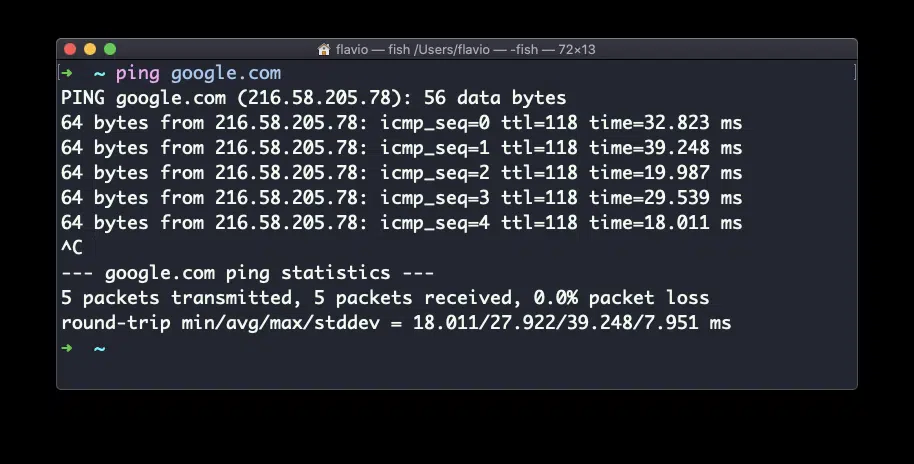 flavio — fish /Users/flavio — -fish — 72×13
➜  ~ ping google.com
PING google.com (216.58.205.78): 56 data bytes
64 bytes from 216.58.205.78: icmp_seq=0 ttl=118 time=32.823 ms
64 bytes from 216.58.205.78: icmp_seq=1 ttl=118 time=39.248 ms
64 bytes from 216.58.205.78: icmp_seq=2 ttl=118 time=19.987 ms
64 bytes from 216.58.205.78: icmp_seq=3 ttl=118 time=29.539 ms
64 bytes from 216.58.205.78: icmp_seq=4 ttl=118 time=18.011 ms
^C
--- google.com ping statistics ---
5 packets transmitted, 5 packets received, 0.0% packet loss
round-trip min/avg/max/stddev = 18.011/27.922/39.248/7.951 ms
➜  ~